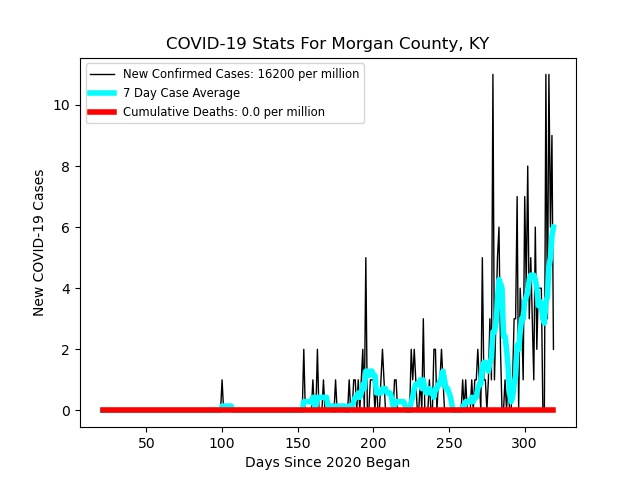 COVID-19 Stats For Morgan County, KY
New Confirmed Cases: 16200 per million
7 Day Case Average
Cumulative Deaths: 0.0 per million
New COVID-19 Cases
10
8
6
4
2
0
50 100 150 200 250 300
Days Since 2020 Began